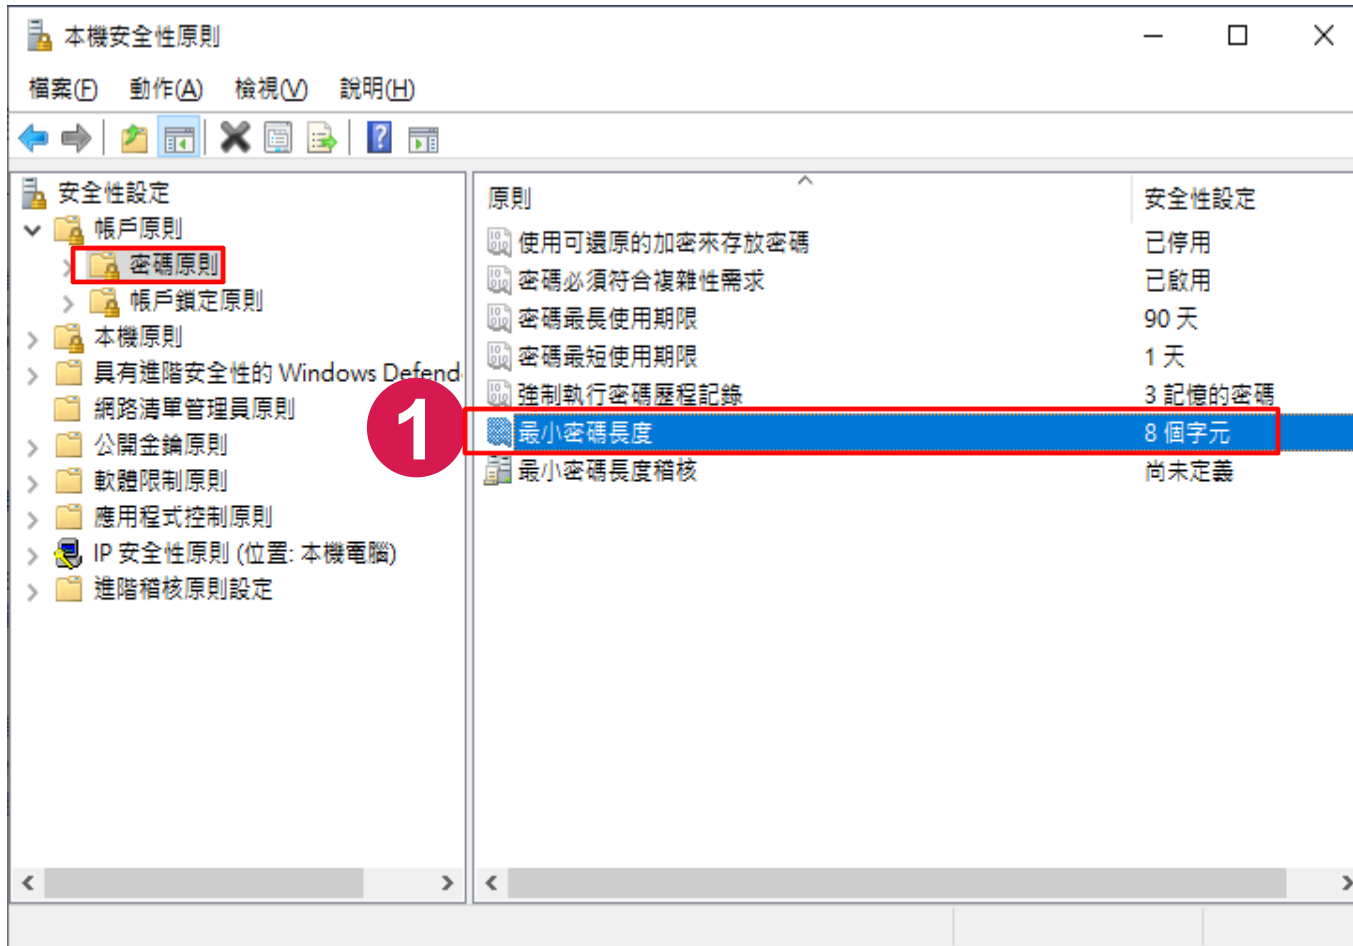 本機安全性原則
檔案(F) 動作(A) 檢視(V) 說明(H)
安全性設定
帳戶原則
密碼原則
帳戶鎖定原則
本機原則
具有進階安全性的 Windows Defend
網路清單管理員原則
公開金鑰原則
軟體限制原則
應用程式控制原則
IP 安全性原則 (位置: 本機電腦)
進階稽核原則設定
1
原則 安全性設定
使用可還原的加密來存放密碼 已停用
密碼必須符合複雜性需求 已啟用
密碼最長使用期限 90 天
密碼最短使用期限 1 天
強制執行密碼歷程記錄 3 記憶的密碼
最小密碼長度 8 個字元
最小密碼長度稽核 尚未定義